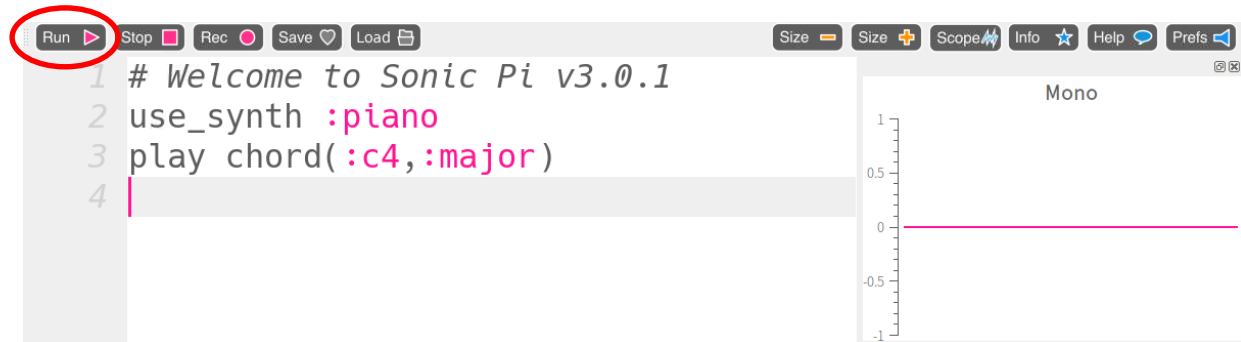 Run Stop Rec Save Load Size Size Scope Info Help Prefs
1 # Welcome to Sonic Pi v3.0.1
2 use_synth :piano
3 play chord(:c4,:major)
4
Mono
1
0.5
0
-0.5
-1